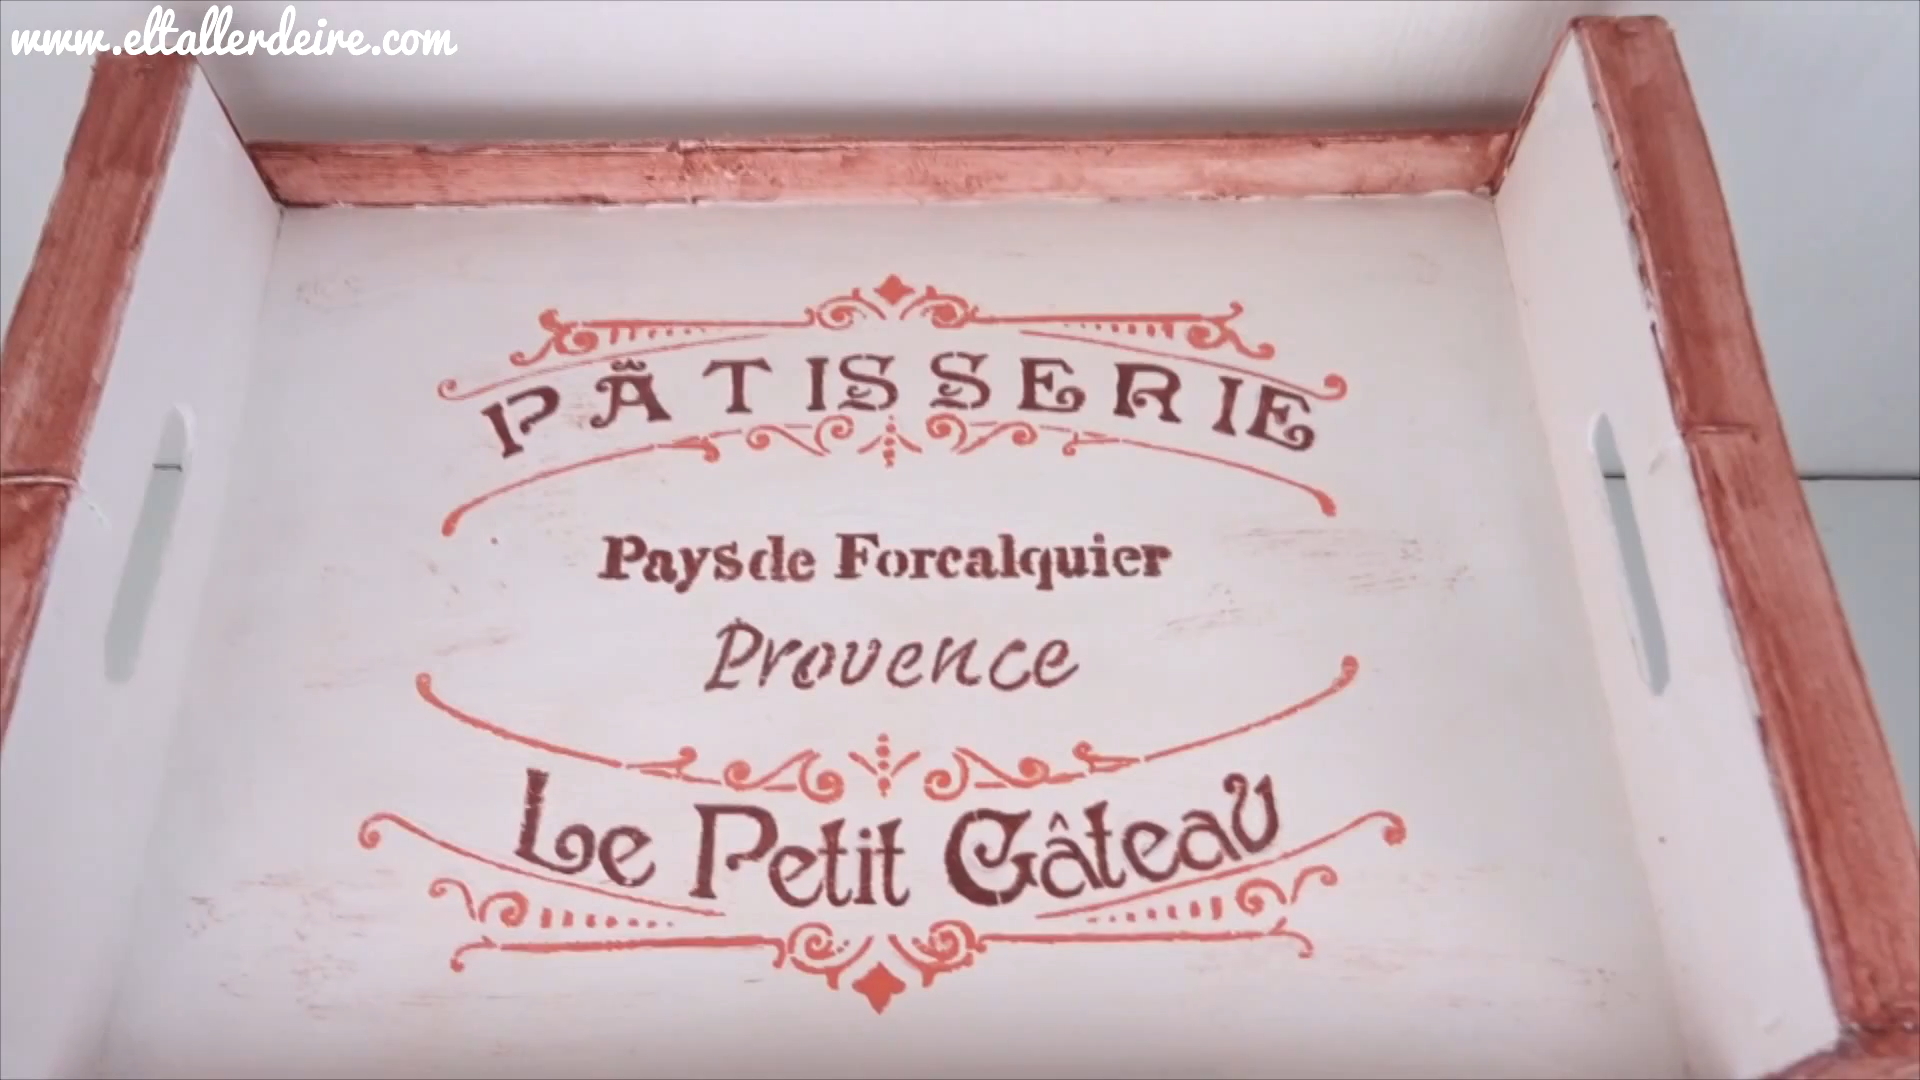 www.eltallerdeire.com
PÂTISSERIE
Pays de Forcalquier
Provence
Le Petit Gâteau